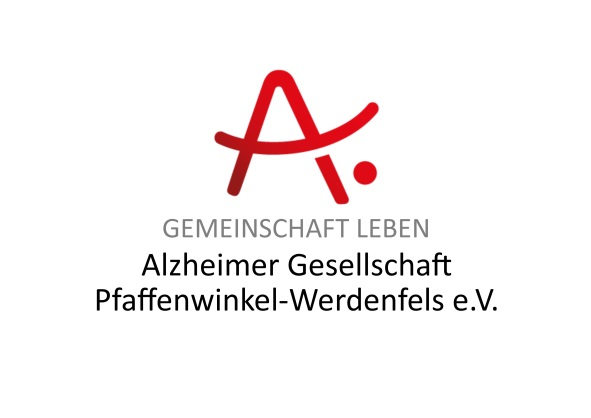 A.
GEMEINSCHAFT LEBEN
Alzheimer Gesellschaft
Pfaffenwinkel-Werdenfels e.V.